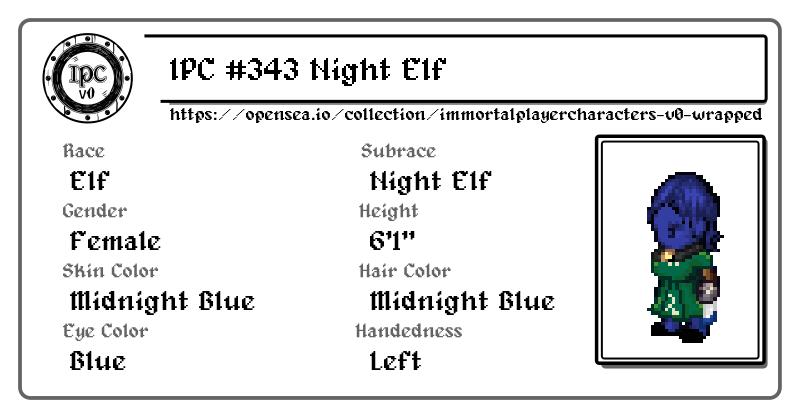 IPC v0
IPC #343 Night Elf
https://opensea.io/collection/immortalplayercharacters-v0-wrapped
Race
Elf
Subrace
Night Elf
Gender
Female
Height
6'1"
Skin Color
Midnight Blue
Hair Color
Midnight Blue
Eye Color
Blue
Handedness
Left